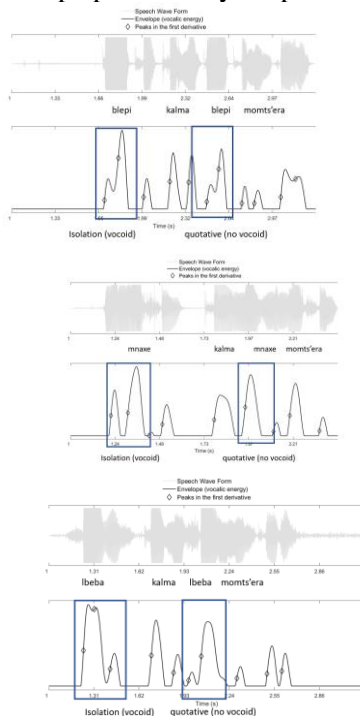 Speech Wave Form
Envelope (vocalic energy)
Peaks in the first derivative
1 1.33 1.66 1.99 2.32 2.64 2.97
blepi kalma blepi momts'era
1 1.33 1.66 1.99 2.32 2.64 2.97
Time (s)
Isolation (vocoid) quotative (no vocoid)
Speech Wave Form
Envelope (vocalic energy)
Peaks in the first derivative
1 1.24 1.48 1.72 1.97 2.21
mnaxe kalma mnaxe momts'era
1 1.24 1.48 1.72 1.97 2.21
Time (s)
Isolation (vocoid) quotative (no vocoid)
Speech Wave Form
Envelope (vocalic energy)
Peaks in the first derivative
1 1.31 1.62 1.93 2.24 2.55 2.86
lbeba kalma lbeba momts'era
1 1.31 1.62 1.93 2.24 2.55 2.86
Time (s)
Isolation (vocoid) quotative (no vocoid)